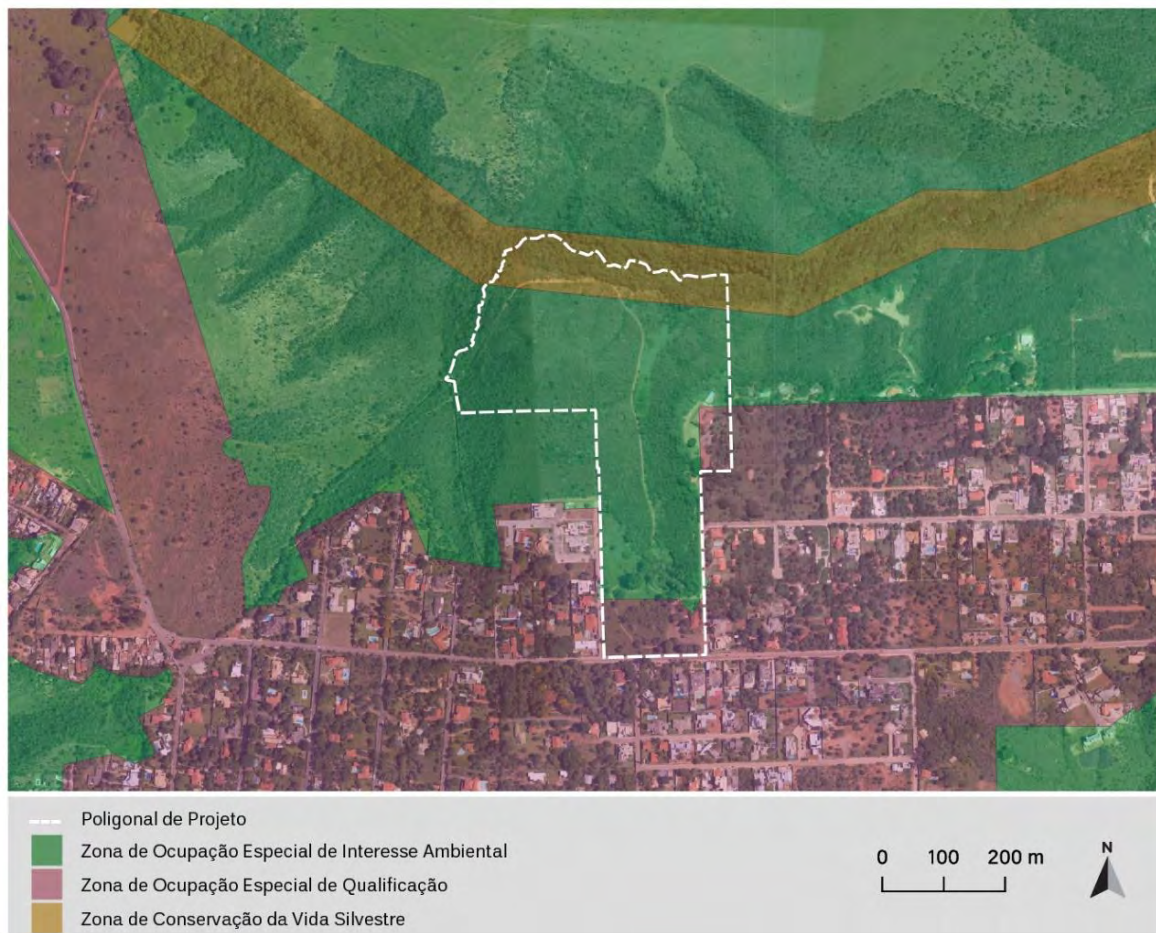 Poligonal de Projeto
Zona de Ocupação Especial de Interesse Ambiental
Zona de Ocupação Especial de Qualificação
Zona de Conservação da Vida Silvestre
0 100 200 m
N